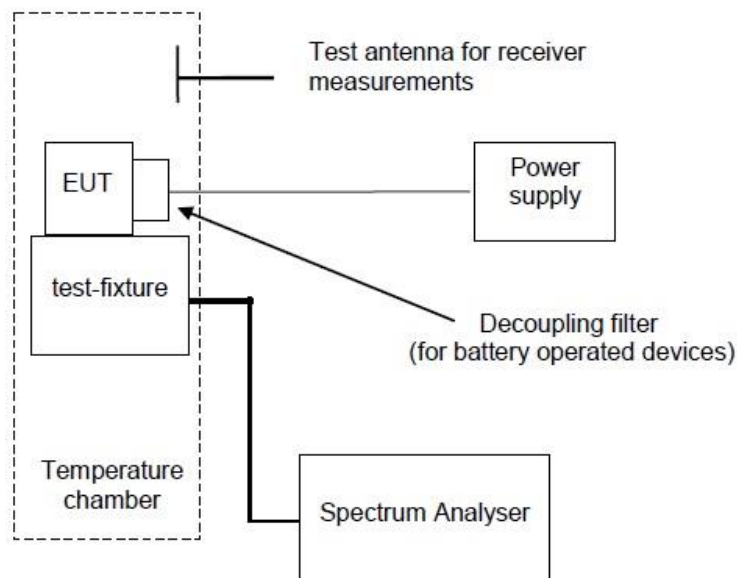 Test antenna for receiver
measurements
EUT
Power
supply
test-fixture
Decoupling filter
(for battery operated devices)
Temperature
chamber
Spectrum Analyser